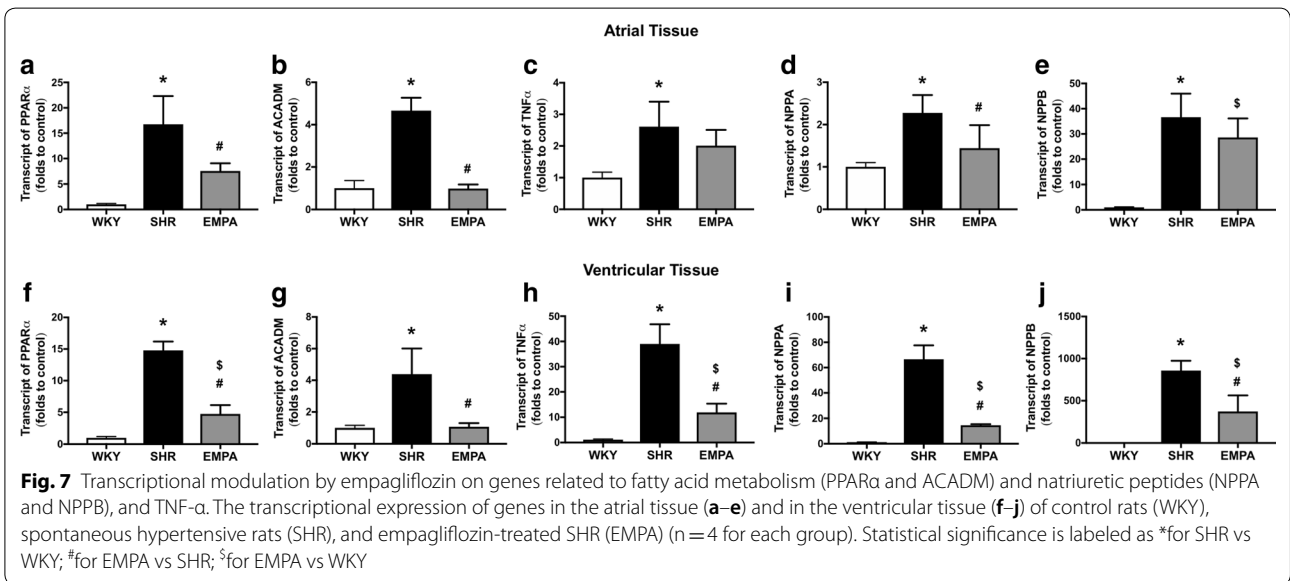 Atrial Tissue
a
Transcript of PPARα
(folds to control)
25
20
15
10
5
0
*
#
WKY SHR EMPA
b
Transcript of ACADM
(folds to control)
6
4
2
0
*
#
WKY SHR EMPA
c
Transcript of TNFα
(folds to control)
4
3
2
1
0
*
WKY SHR EMPA
d
Transcript of NPPA
(folds to control)
3
2
1
0
*
#
WKY SHR EMPA
e
Transcript of NPPB
(folds to control)
50
40
30
20
10
0
*
$
WKY SHR EMPA
Ventricular Tissue
f
Transcript of PPARα
(folds to control)
20
15
10
5
0
*
$
#
WKY SHR EMPA
g
Transcript of ACADM
(folds to control)
8
6
4
2
0
*
#
WKY SHR EMPA
h
Transcript of TNFα
(folds to control)
50
40
30
20
10
0
*
$
#
WKY SHR EMPA
i
Transcript of NPPA
(folds to control)
100
80
60
40
20
0
*
$
#
WKY SHR EMPA
j
Transcript of NPPB
(folds to control)
1500
1000
500
0
*
$
#
WKY SHR EMPA
Fig. 7 Transcriptional modulation by empagliflozin on genes related to fatty acid metabolism (PPARα and ACADM) and natriuretic peptides (NPPA
and NPPB), and TNF-α. The transcriptional expression of genes in the atrial tissue (a–e) and in the ventricular tissue (f–j) of control rats (WKY),
spontaneous hypertensive rats (SHR), and empagliflozin-treated SHR (EMPA) (n = 4 for each group). Statistical significance is labeled as *for SHR vs
WKY; #for EMPA vs SHR; $for EMPA vs WKY